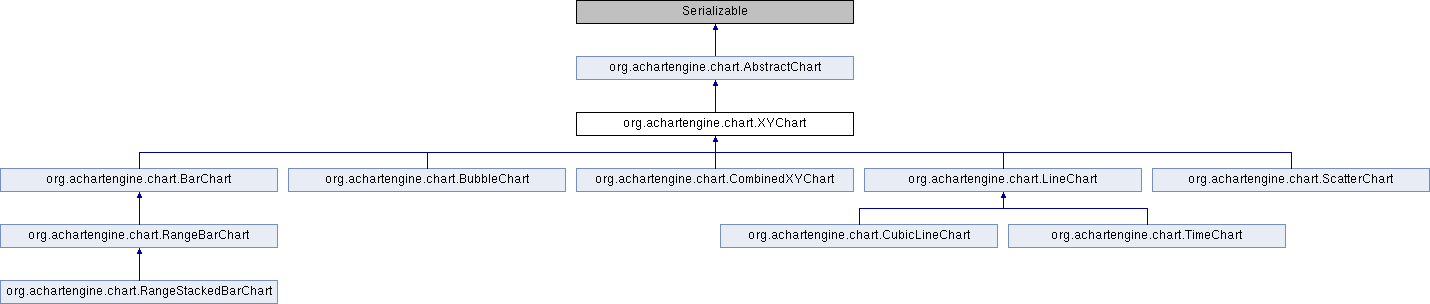 Serializable
org.achartengine.chart.AbstractChart
org.achartengine.chart.XYChart
org.achartengine.chart.BarChart
org.achartengine.chart.BubbleChart
org.achartengine.chart.CombinedXYChart
org.achartengine.chart.LineChart
org.achartengine.chart.ScatterChart
org.achartengine.chart.RangeBarChart
org.achartengine.chart.CubicLineChart
org.achartengine.chart.TimeChart
org.achartengine.chart.RangeStackedBarChart